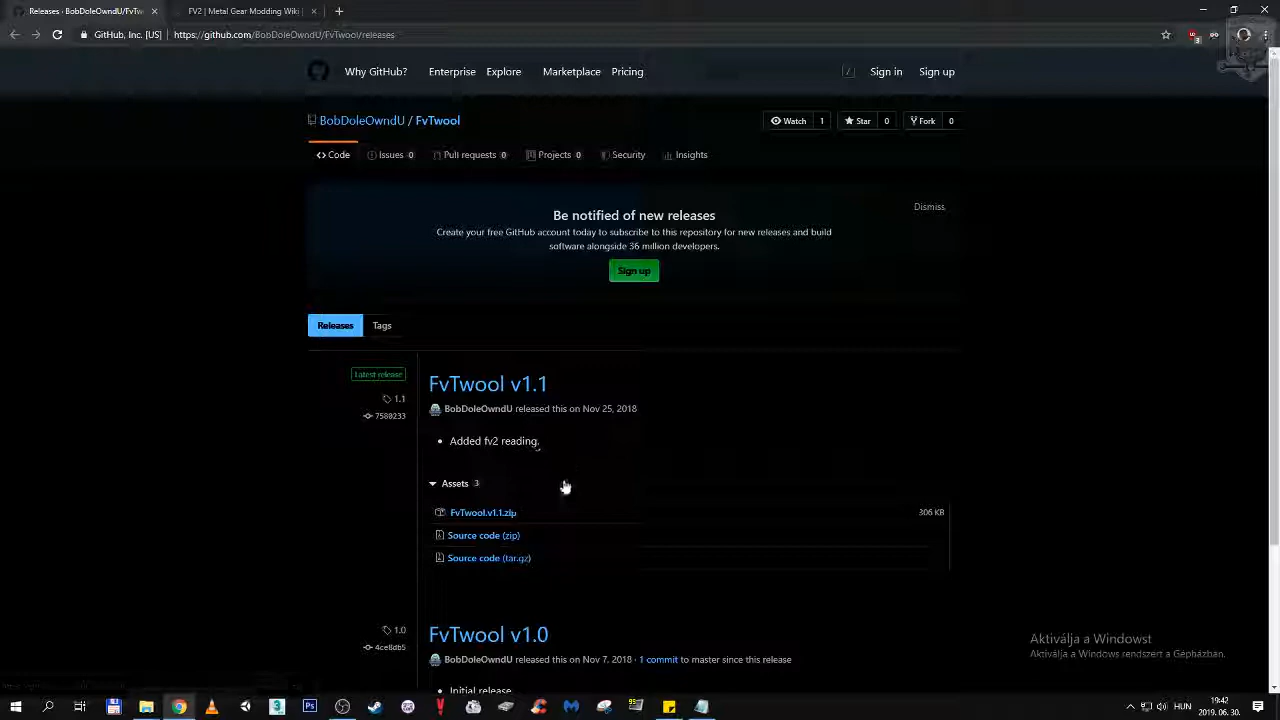 Releases · BobDoleOwndU/FvTw
FV2 | Metal Gear Modding Wiki |
GitHub, Inc. [US] | https://github.com/BobDoleOwndU/FvTwool/releases
3
Why GitHub? Enterprise Explore Marketplace Pricing / Sign in Sign up
BobDoleOwndU / FvTwool Watch 1 Star 0 Fork 0
Code Issues 0 Pull requests 0 Projects 0 Security Insights
Dismiss
Be notified of new releases
Create your free GitHub account today to subscribe to this repository for new releases and build
software alongside 36 million developers.
Sign up
Releases Tags
Latest release
1.1
7580233
FvTwool v1.1
BobDoleOwndU released this on Nov 25, 2018
Added fv2 reading.
Assets 3
FvTwool.v1.1.zip 306 KB
Source code (zip)
Source code (tar.gz)
1.0
4ce8db5
FvTwool v1.0
BobDoleOwndU released this on Nov 7, 2018 · 1 commit to master since this release
Initial release
Aktiválja a Windowst
Aktiválja a Windows rendszert a Gépházban.
HUN
19:42
2019. 06. 30.